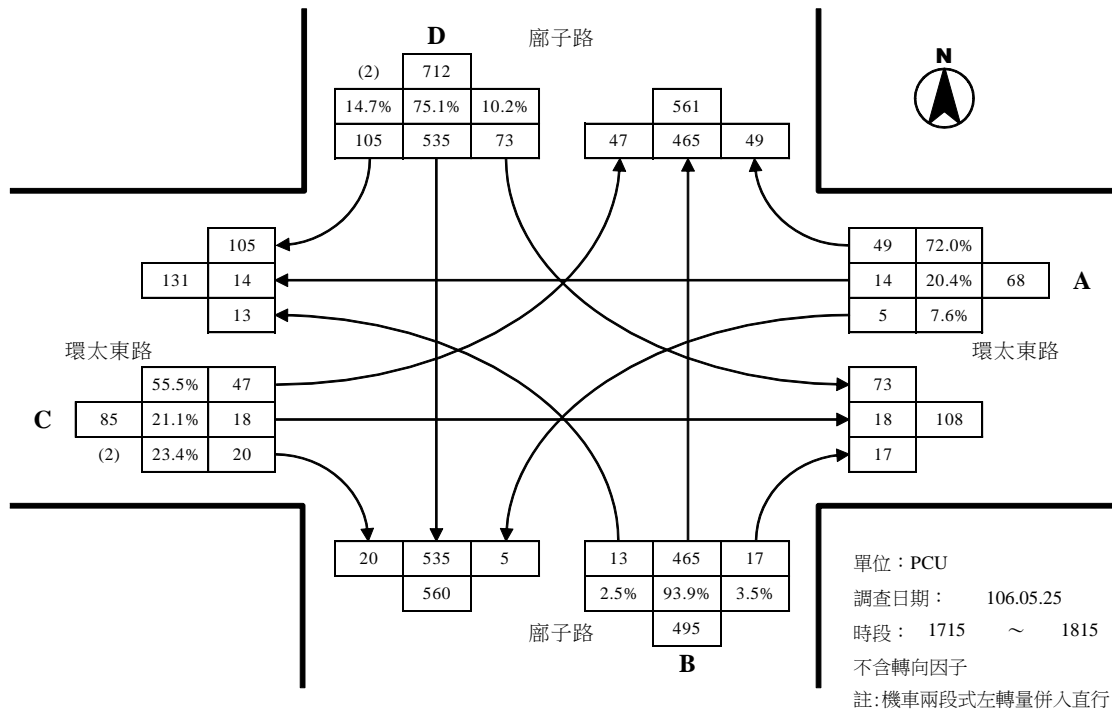 D
廍子路
N
(2)
712
14.7% 75.1% 10.2%
105 535 73
561
47 465 49
105
131 14
13
49 72.0%
14 20.4% 68
5 7.6%
A
環太東路
環太東路
55.5% 47
C
85 21.1% 18
(2) 23.4% 20
73
18 108
17
20 535 5
560
13 465 17
2.5% 93.9% 3.5%
495
廍子路
B
單位：PCU
調查日期： 106.05.25
時段： 1715 ～ 1815
不含轉向因子
註:機車兩段式左轉量併入直行